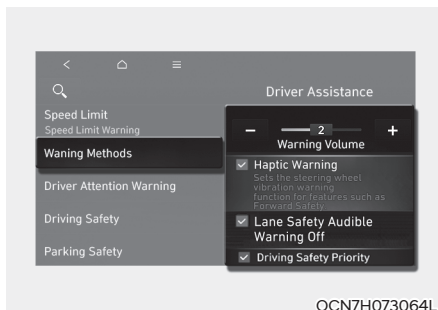 Driver Assistance
Speed Limit
Speed Limit Warning
Waning Methods
Driver Attention Warning
Driving Safety
Parking Safety
2
Warning Volume
Haptic Warning
Sets the steering wheel
vibration warning
function for features such as
Forward Safety
Lane Safety Audible
Warning Off
Driving Safety Priority
OCN7H073064L